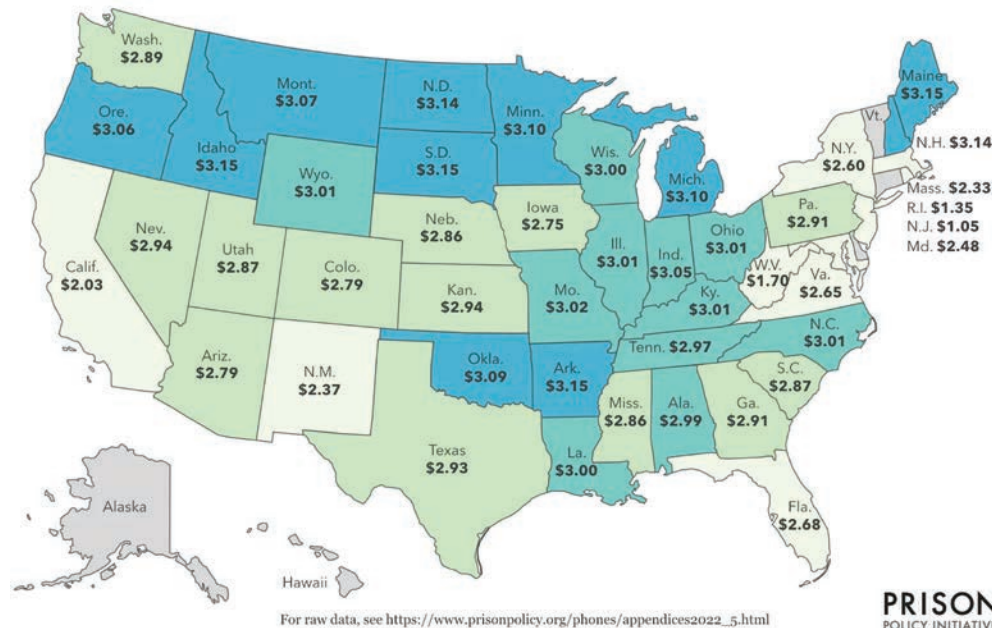 Wash.
$2.89
Ore.
$3.06
Calif.
$2.03
Idaho
$3.15
Nev.
$2.94
Mont.
$3.07
Wyo.
$3.01
Utah
$2.87
Ariz.
$2.79
Colo.
$2.79
N.M.
$2.37
N.D.
$3.14
S.D.
$3.15
Neb.
$2.86
Kan.
$2.94
Okla.
$3.09
Texas
$2.93
Minn.
$3.10
Iowa
$2.75
Mo.
$3.02
Ark.
$3.15
La.
$3.00
Wis.
$3.00
Ill.
$3.01
Mich.
$3.10
Ind.
$3.05
Ohio
$3.01
Ky.
$3.01
Tenn. $2.97
Miss.
$2.86
Ala.
$2.99
Ga.
$2.91
Fla.
$2.68
S.C.
$2.87
N.C.
$3.01
Va.
$2.65
W.V.
$1.70
Pa.
$2.91
N.Y.
$2.60
Vt.
Maine
$3.15
N.H. $3.14
Mass. $2.33
R.I. $1.35
N.J. $1.05
Md. $2.48
Alaska
Hawaii
For raw data, see https://www.prisonpolicy.org/phones/appendices2022_5.html
PRISON
POLICY INITIATIVE